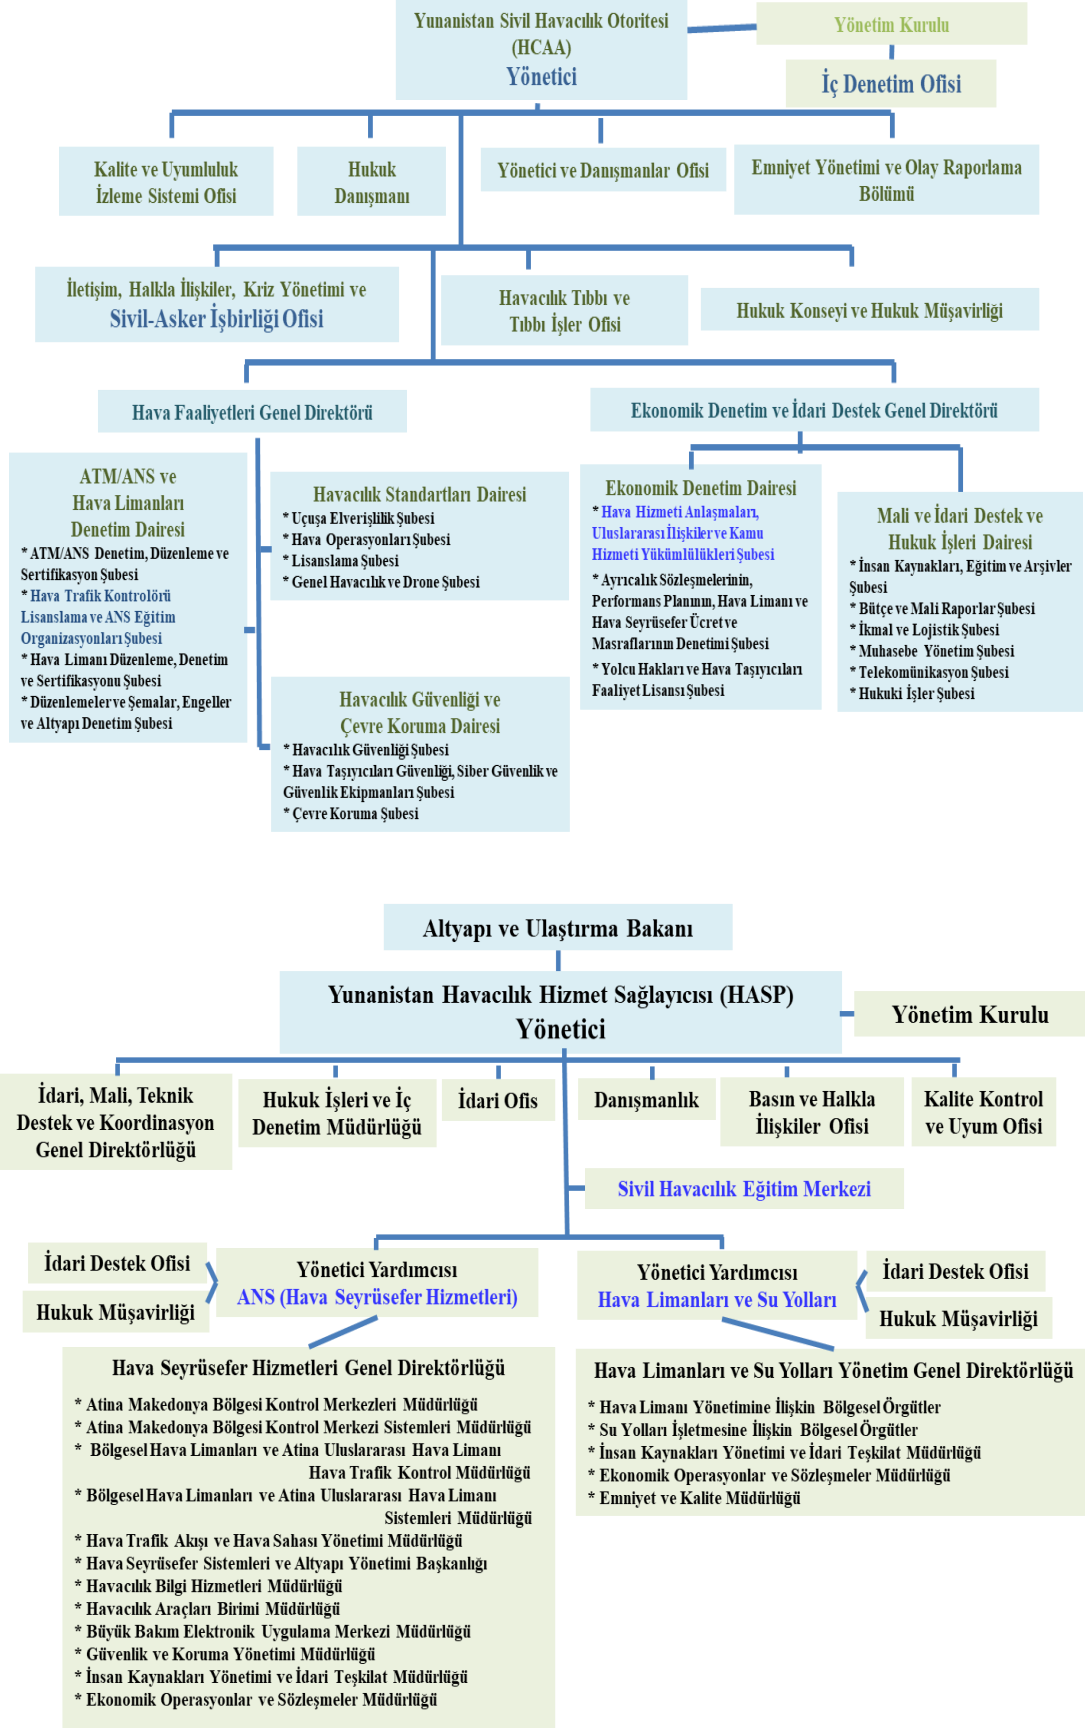 Yunanistan Sivil Havacılık Otoritesi
(HCAA)
Yönetici
Yönetim Kurulu
İç Denetim Ofisi
Kalite ve Uyumluluk
İzleme Sistemi Ofisi
Hukuk
Danışmanı
Yönetici ve Danışmanlar Ofisi
Emniyet Yönetimi ve Olay Raporlama
Bölümü
İletişim, Halkla İlişkiler, Kriz Yönetimi ve
Sivil-Asker İşbirliği Ofisi
Havacılık Tıbbı ve
Tıbbı İşler Ofisi
Hukuk Konseyi ve Hukuk Müşavirliği
Hava Faaliyetleri Genel Direktörü
Ekonomik Denetim ve İdari Destek Genel Direktörü
ATM/ANS ve
Hava Limanları
Denetim Dairesi
* ATM/ANS Denetim, Düzenleme ve
Sertifikasyon Şubesi
* Hava Trafik Kontrolörü
Lisanslama ve ANS Eğitim
Organizasyonları Şubesi
* Hava Limanı Düzenleme, Denetim
ve Sertifikasyonu Şubesi
* Düzenlemeler ve Şemalar, Engeller
ve Altyapı Denetim Şubesi
Havacılık Standartları Dairesi
* Uçuşa Elverişlilik Şubesi
* Hava Operasyonları Şubesi
* Lisanslama Şubesi
* Genel Havacılık ve Drone Şubesi
Havacılık Güvenliği ve
Çevre Koruma Dairesi
* Havacılık Güvenliği Şubesi
* Hava Taşıyıcıları Güvenliği, Siber Güvenlik ve
Güvenlik Ekipmanları Şubesi
* Çevre Koruma Şubesi
Ekonomik Denetim Dairesi
* Hava Hizmeti Anlaşmaları,
Uluslararası İlişkiler ve Kamu
Hizmeti Yükümlülükleri Şubesi
* Ayrıcalık Sözleşmelerinin,
Performans Planının, Hava Limanı ve
Hava Seyrüsefer Ücret ve
Masraflarının Denetimi Şubesi
* Yolcu Hakları ve Hava Taşıyıcıları
Faaliyet Lisansı Şubesi
Mali ve İdari Destek ve
Hukuk İşleri Dairesi
* İnsan Kaynakları, Eğitim ve Arşivler
Şubesi
* Bütçe ve Mali Raporlar Şubesi
* İkmal ve Lojistik Şubesi
* Muhasebe Yönetim Şubesi
* Telekomünikasyon Şubesi
* Hukuki İşler Şubesi
Altyapı ve Ulaştırma Bakanı
Yunanistan Havacılık Hizmet Sağlayıcısı (HASP)
Yönetici
Yönetim Kurulu
İdari, Mali, Teknik
Destek ve Koordinasyon
Genel Direktörlüğü
Hukuk İşleri ve İç
Denetim Müdürlüğü
İdari Ofis
Danışmanlık
Basın ve Halkla
İlişkiler Ofisi
Kalite Kontrol
ve Uyum Ofisi
Sivil Havacılık Eğitim Merkezi
İdari Destek Ofisi
Hukuk Müşavirliği
Yönetici Yardımcısı
ANS (Hava Seyrüsefer Hizmetleri)
Yönetici Yardımcısı
Hava Limanları ve Su Yolları
İdari Destek Ofisi
Hukuk Müşavirliği
Hava Seyrüsefer Hizmetleri Genel Direktörlüğü
* Atina Makedonya Bölgesi Kontrol Merkezleri Müdürlüğü
* Atina Makedonya Bölgesi Kontrol Merkezi Sistemleri Müdürlüğü
* Bölgesel Hava Limanları ve Atina Uluslararası Hava Limanı
Hava Trafik Kontrol Müdürlüğü
* Bölgesel Hava Limanları ve Atina Uluslararası Hava Limanı
Sistemleri Müdürlüğü
* Hava Trafik Akışı ve Hava Sahası Yönetimi Müdürlüğü
* Hava Seyrüsefer Sistemleri ve Altyapı Yönetimi Başkanlığı
* Havacılık Bilgi Hizmetleri Müdürlüğü
* Havacılık Araçları Birimi Müdürlüğü
* Büyük Bakım Elektronik Uygulama Merkezi Müdürlüğü
* Güvenlik ve Koruma Yönetimi Müdürlüğü
* İnsan Kaynakları Yönetimi ve İdari Teşkilat Müdürlüğü
* Ekonomik Operasyonlar ve Sözleşmeler Müdürlüğü
Hava Limanları ve Su Yolları Yönetim Genel Direktörlüğü
* Hava Limanı Yönetimine İlişkin Bölgesel Örgütler
* Su Yolları İşletmesine İlişkin Bölgesel Örgütler
* İnsan Kaynakları Yönetimi ve İdari Teşkilat Müdürlüğü
* Ekonomik Operasyonlar ve Sözleşmeler Müdürlüğü
* Emniyet ve Kalite Müdürlüğü